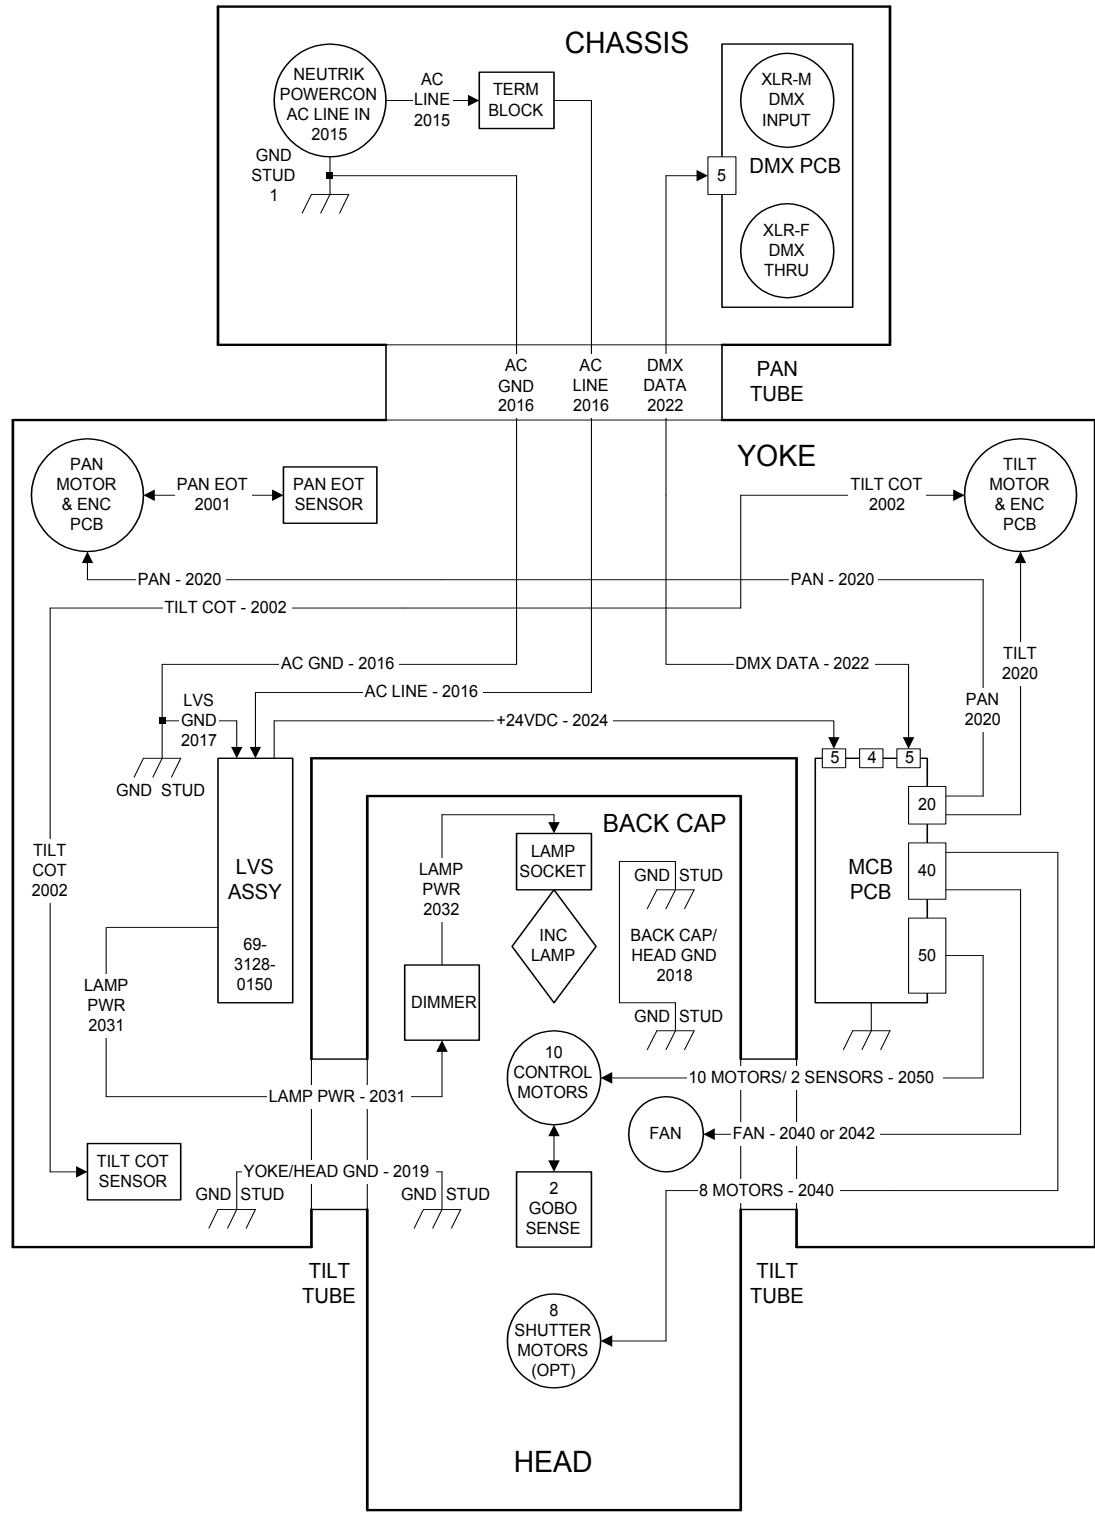 CHASSIS
NEUTRIK
POWERCON
AC LINE IN
2015
AC
LINE
2015
TERM
BLOCK
GND
STUD
1
XLR-M
DMX
INPUT
5
DMX PCB
XLR-F
DMX
THRU
AC
GND
2016
AC
LINE
2016
DMX
DATA
2022
PAN
TUBE
YOKE
PAN
MOTOR
& ENC
PCB
PAN EOT
2001
PAN EOT
SENSOR
TILT COT
2002
TILT
MOTOR
& ENC
PCB
PAN - 2020
PAN - 2020
TILT COT - 2002
AC GND - 2016
DMX DATA - 2022
TILT
2020
AC LINE - 2016
LVS
GND
2017
+24VDC - 2024
PAN
2020
GND STUD
5
4
5
20
BACK CAP
TILT
COT
2002
LVS
ASSY
69-
3128-
0150
LAMP
PWR
2032
LAMP
SOCKET
GND STUD
MCB
PCB
40
INC
LAMP
BACK CAP/
HEAD GND
2018
50
LAMP
PWR
2031
DIMMER
GND STUD
10
CONTROL
MOTORS
10 MOTORS/ 2 SENSORS - 2050
LAMP PWR - 2031
FAN
FAN - 2040 or 2042
TILT COT
SENSOR
YOKE/HEAD GND - 2019
GND STUD
GND STUD
2
GOBO
SENSE
8 MOTORS - 2040
TILT
TUBE
TILT
TUBE
8
SHUTTER
MOTORS
(OPT)
HEAD